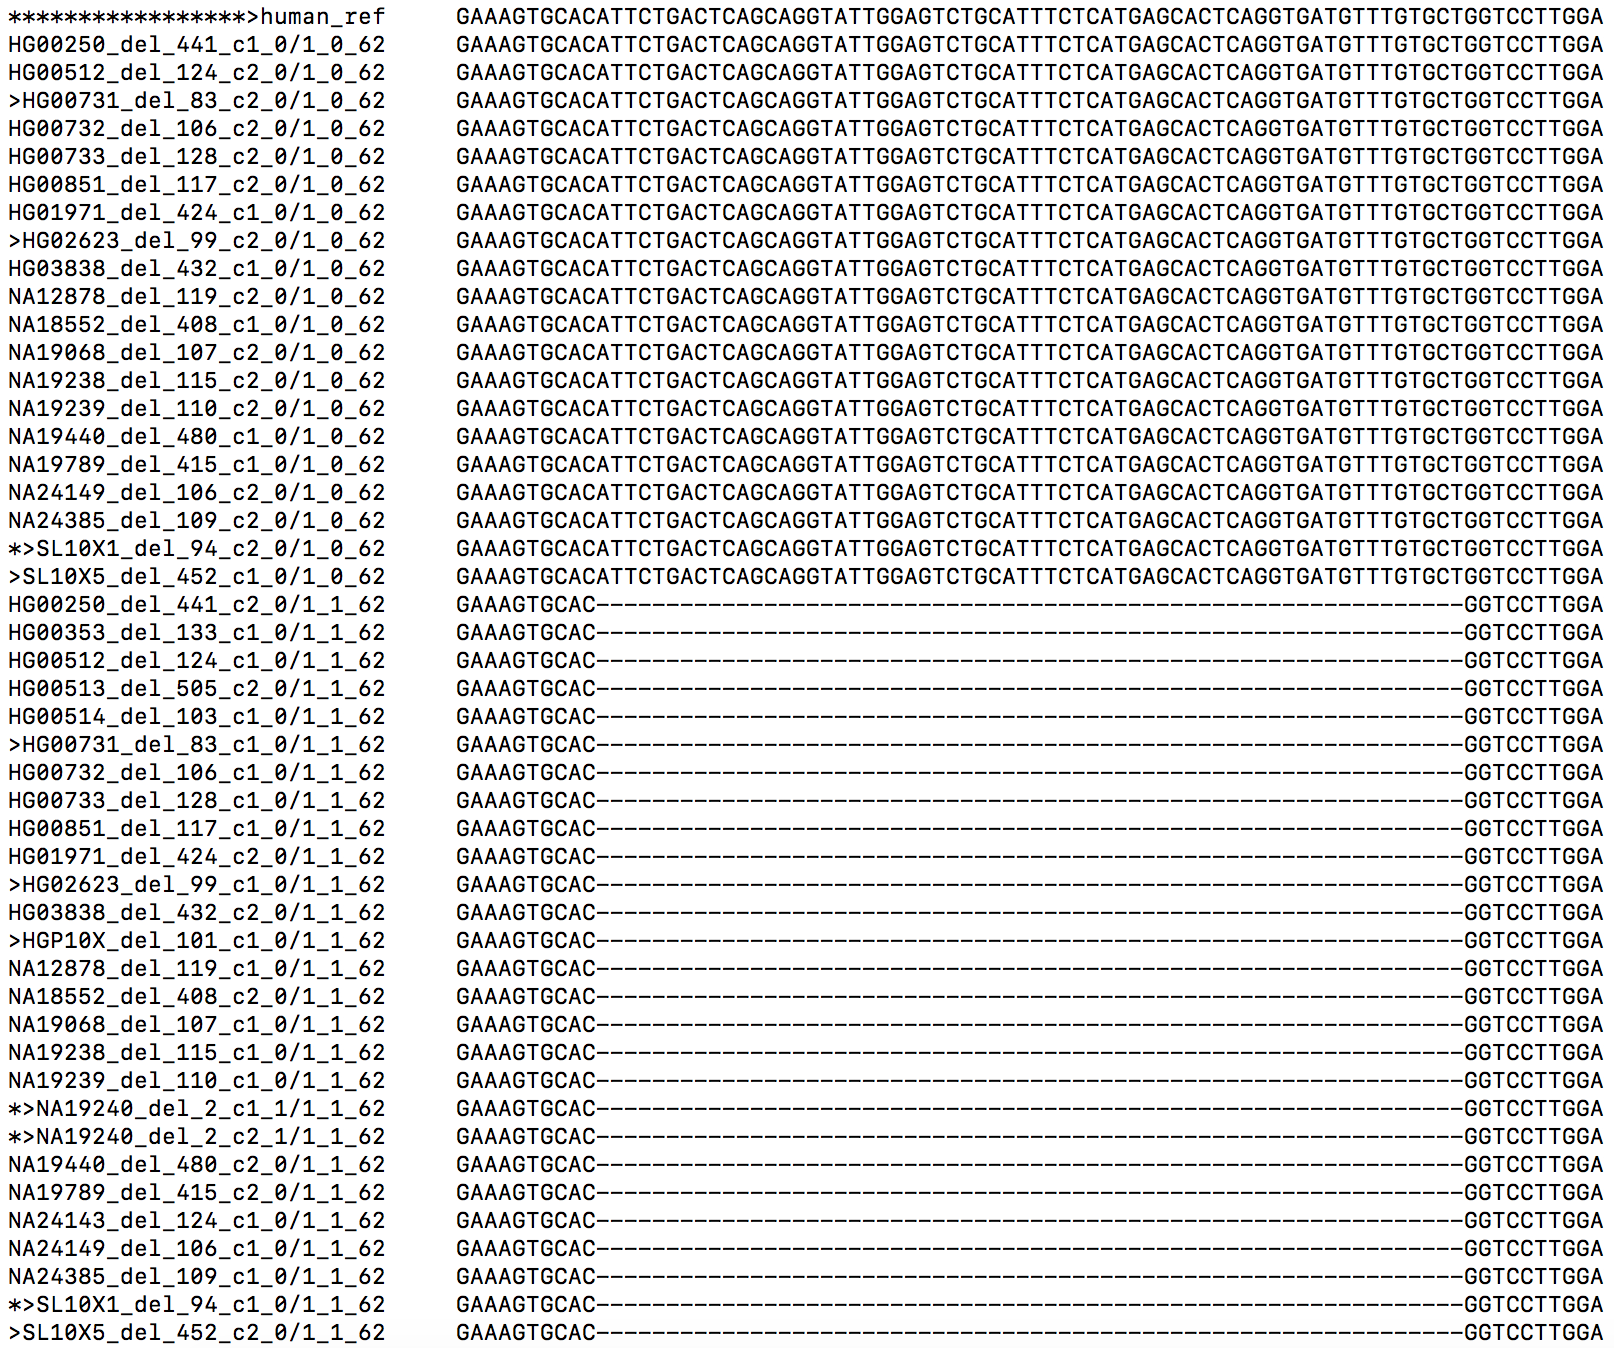 *****************>human_ref GAAAGTGCACATTCTGACTCAGCAGGTATTGGAGTCTGCATTTCTCATGAGCACTCAGGTGATGTTTGTGCTGGTCCTTGGA
HG00250_del_441_c1_0/1_0_62 GAAAGTGCACATTCTGACTCAGCAGGTATTGGAGTCTGCATTTCTCATGAGCACTCAGGTGATGTTTGTGCTGGTCCTTGGA
HG00512_del_124_c2_0/1_0_62 GAAAGTGCACATTCTGACTCAGCAGGTATTGGAGTCTGCATTTCTCATGAGCACTCAGGTGATGTTTGTGCTGGTCCTTGGA
>HG00731_del_83_c2_0/1_0_62 GAAAGTGCACATTCTGACTCAGCAGGTATTGGAGTCTGCATTTCTCATGAGCACTCAGGTGATGTTTGTGCTGGTCCTTGGA
HG00732_del_106_c2_0/1_0_62 GAAAGTGCACATTCTGACTCAGCAGGTATTGGAGTCTGCATTTCTCATGAGCACTCAGGTGATGTTTGTGCTGGTCCTTGGA
HG00733_del_128_c2_0/1_0_62 GAAAGTGCACATTCTGACTCAGCAGGTATTGGAGTCTGCATTTCTCATGAGCACTCAGGTGATGTTTGTGCTGGTCCTTGGA
HG00851_del_117_c2_0/1_0_62 GAAAGTGCACATTCTGACTCAGCAGGTATTGGAGTCTGCATTTCTCATGAGCACTCAGGTGATGTTTGTGCTGGTCCTTGGA
HG01971_del_424_c1_0/1_0_62 GAAAGTGCACATTCTGACTCAGCAGGTATTGGAGTCTGCATTTCTCATGAGCACTCAGGTGATGTTTGTGCTGGTCCTTGGA
>HG02623_del_99_c2_0/1_0_62 GAAAGTGCACATTCTGACTCAGCAGGTATTGGAGTCTGCATTTCTCATGAGCACTCAGGTGATGTTTGTGCTGGTCCTTGGA
HG03838_del_432_c1_0/1_0_62 GAAAGTGCACATTCTGACTCAGCAGGTATTGGAGTCTGCATTTCTCATGAGCACTCAGGTGATGTTTGTGCTGGTCCTTGGA
NA12878_del_119_c2_0/1_0_62 GAAAGTGCACATTCTGACTCAGCAGGTATTGGAGTCTGCATTTCTCATGAGCACTCAGGTGATGTTTGTGCTGGTCCTTGGA
NA18552_del_408_c1_0/1_0_62 GAAAGTGCACATTCTGACTCAGCAGGTATTGGAGTCTGCATTTCTCATGAGCACTCAGGTGATGTTTGTGCTGGTCCTTGGA
NA19068_del_107_c2_0/1_0_62 GAAAGTGCACATTCTGACTCAGCAGGTATTGGAGTCTGCATTTCTCATGAGCACTCAGGTGATGTTTGTGCTGGTCCTTGGA
NA19238_del_115_c2_0/1_0_62 GAAAGTGCACATTCTGACTCAGCAGGTATTGGAGTCTGCATTTCTCATGAGCACTCAGGTGATGTTTGTGCTGGTCCTTGGA
NA19239_del_110_c2_0/1_0_62 GAAAGTGCACATTCTGACTCAGCAGGTATTGGAGTCTGCATTTCTCATGAGCACTCAGGTGATGTTTGTGCTGGTCCTTGGA
NA19440_del_480_c1_0/1_0_62 GAAAGTGCACATTCTGACTCAGCAGGTATTGGAGTCTGCATTTCTCATGAGCACTCAGGTGATGTTTGTGCTGGTCCTTGGA
NA19789_del_415_c1_0/1_0_62 GAAAGTGCACATTCTGACTCAGCAGGTATTGGAGTCTGCATTTCTCATGAGCACTCAGGTGATGTTTGTGCTGGTCCTTGGA
NA24149_del_106_c2_0/1_0_62 GAAAGTGCACATTCTGACTCAGCAGGTATTGGAGTCTGCATTTCTCATGAGCACTCAGGTGATGTTTGTGCTGGTCCTTGGA
NA24385_del_109_c2_0/1_0_62 GAAAGTGCACATTCTGACTCAGCAGGTATTGGAGTCTGCATTTCTCATGAGCACTCAGGTGATGTTTGTGCTGGTCCTTGGA
*>SL10X1_del_94_c2_0/1_0_62 GAAAGTGCACATTCTGACTCAGCAGGTATTGGAGTCTGCATTTCTCATGAGCACTCAGGTGATGTTTGTGCTGGTCCTTGGA
>SL10X5_del_452_c1_0/1_0_62 GAAAGTGCACATTCTGACTCAGCAGGTATTGGAGTCTGCATTTCTCATGAGCACTCAGGTGATGTTTGTGCTGGTCCTTGGA
HG00250_del_441_c2_0/1_1_62 GAAAGTGCAC--------------------------------------------------------------GGTCCTTGGA
HG00353_del_133_c1_0/1_1_62 GAAAGTGCAC--------------------------------------------------------------GGTCCTTGGA
HG00512_del_124_c1_0/1_1_62 GAAAGTGCAC--------------------------------------------------------------GGTCCTTGGA
HG00513_del_505_c2_0/1_1_62 GAAAGTGCAC--------------------------------------------------------------GGTCCTTGGA
HG00514_del_103_c1_0/1_1_62 GAAAGTGCAC--------------------------------------------------------------GGTCCTTGGA
>HG00731_del_83_c1_0/1_1_62 GAAAGTGCAC--------------------------------------------------------------GGTCCTTGGA
HG00732_del_106_c1_0/1_1_62 GAAAGTGCAC--------------------------------------------------------------GGTCCTTGGA
HG00733_del_128_c1_0/1_1_62 GAAAGTGCAC--------------------------------------------------------------GGTCCTTGGA
HG00851_del_117_c1_0/1_1_62 GAAAGTGCAC--------------------------------------------------------------GGTCCTTGGA
HG01971_del_424_c2_0/1_1_62 GAAAGTGCAC--------------------------------------------------------------GGTCCTTGGA
>HG02623_del_99_c1_0/1_1_62 GAAAGTGCAC--------------------------------------------------------------GGTCCTTGGA
HG03838_del_432_c2_0/1_1_62 GAAAGTGCAC--------------------------------------------------------------GGTCCTTGGA
>HGP10X_del_101_c1_0/1_1_62 GAAAGTGCAC--------------------------------------------------------------GGTCCTTGGA
NA12878_del_119_c1_0/1_1_62 GAAAGTGCAC--------------------------------------------------------------GGTCCTTGGA
NA18552_del_408_c2_0/1_1_62 GAAAGTGCAC--------------------------------------------------------------GGTCCTTGGA
NA19068_del_107_c1_0/1_1_62 GAAAGTGCAC--------------------------------------------------------------GGTCCTTGGA
NA19238_del_115_c1_0/1_1_62 GAAAGTGCAC--------------------------------------------------------------GGTCCTTGGA
NA19239_del_110_c1_0/1_1_62 GAAAGTGCAC--------------------------------------------------------------GGTCCTTGGA
*>NA19240_del_2_c1_1/1_1_62 GAAAGTGCAC--------------------------------------------------------------GGTCCTTGGA
*>NA19240_del_2_c2_1/1_1_62 GAAAGTGCAC--------------------------------------------------------------GGTCCTTGGA
NA19440_del_480_c2_0/1_1_62 GAAAGTGCAC--------------------------------------------------------------GGTCCTTGGA
NA19789_del_415_c2_0/1_1_62 GAAAGTGCAC--------------------------------------------------------------GGTCCTTGGA
NA24143_del_124_c1_0/1_1_62 GAAAGTGCAC--------------------------------------------------------------GGTCCTTGGA
NA24149_del_106_c1_0/1_1_62 GAAAGTGCAC--------------------------------------------------------------GGTCCTTGGA
NA24385_del_109_c1_0/1_1_62 GAAAGTGCAC--------------------------------------------------------------GGTCCTTGGA
*>SL10X1_del_94_c1_0/1_1_62 GAAAGTGCAC--------------------------------------------------------------GGTCCTTGGA
>SL10X5_del_452_c2_0/1_1_62 GAAAGTGCAC--------------------------------------------------------------GGTCCTTGGA